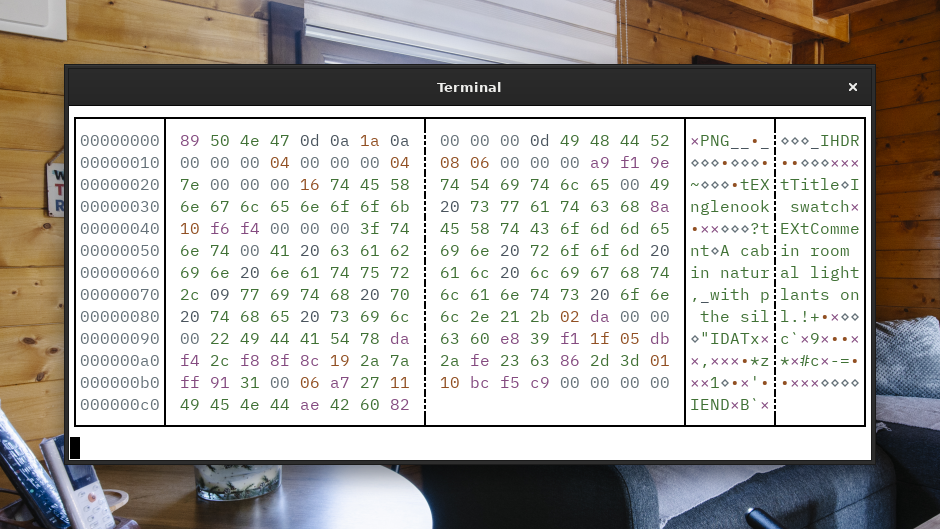 Terminal ×
00000000 89 50 4e 47 0d 0a 1a 0a 00 00 00 0d 49 48 44 52 ×PNG__•_ ⋄⋄⋄_IHDR
00000010 00 00 00 04 00 00 00 04 08 06 00 00 00 a9 f1 9e ⋄⋄⋄•⋄⋄⋄• ••⋄⋄⋄×××
00000020 7e 00 00 00 16 74 45 58 74 54 69 74 6c 65 00 49 ~⋄⋄⋄•tEX tTitle⋄I
00000030 6e 67 6c 65 6e 6f 6f 6b 20 73 77 61 74 63 68 8a nglenook  swatch×
00000040 10 f6 f4 00 00 00 3f 74 45 58 74 43 6f 6d 6d 65 •××⋄⋄⋄?t EXtComme
00000050 6e 74 00 41 20 63 61 62 69 6e 20 72 6f 6f 6d 20 nt⋄A cab in room
00000060 69 6e 20 6e 61 74 75 72 61 6c 20 6c 69 67 68 74 in natur al light
00000070 2c 09 77 69 74 68 20 70 6c 61 6e 74 73 20 6f 6e ,_with p lants on
00000080 20 74 68 65 20 73 69 6c 6c 2e 21 2b 02 da 00 00  the sil l.!+•×⋄⋄
00000090 00 22 49 44 41 54 78 da 63 60 e8 39 f1 1f 05 db ⋄"IDATx× c`×9×••×
000000a0 f4 2c f8 8f 8c 19 2a 7a 2a fe 23 63 86 2d 3d 01 ×,×××•*z *×#c×-=•
000000b0 ff 91 31 00 06 a7 27 11 10 bc f5 c9 00 00 00 00 ××1⋄•×'• •×××⋄⋄⋄⋄
000000c0 49 45 4e 44 ae 42 60 82 IEND×B`×